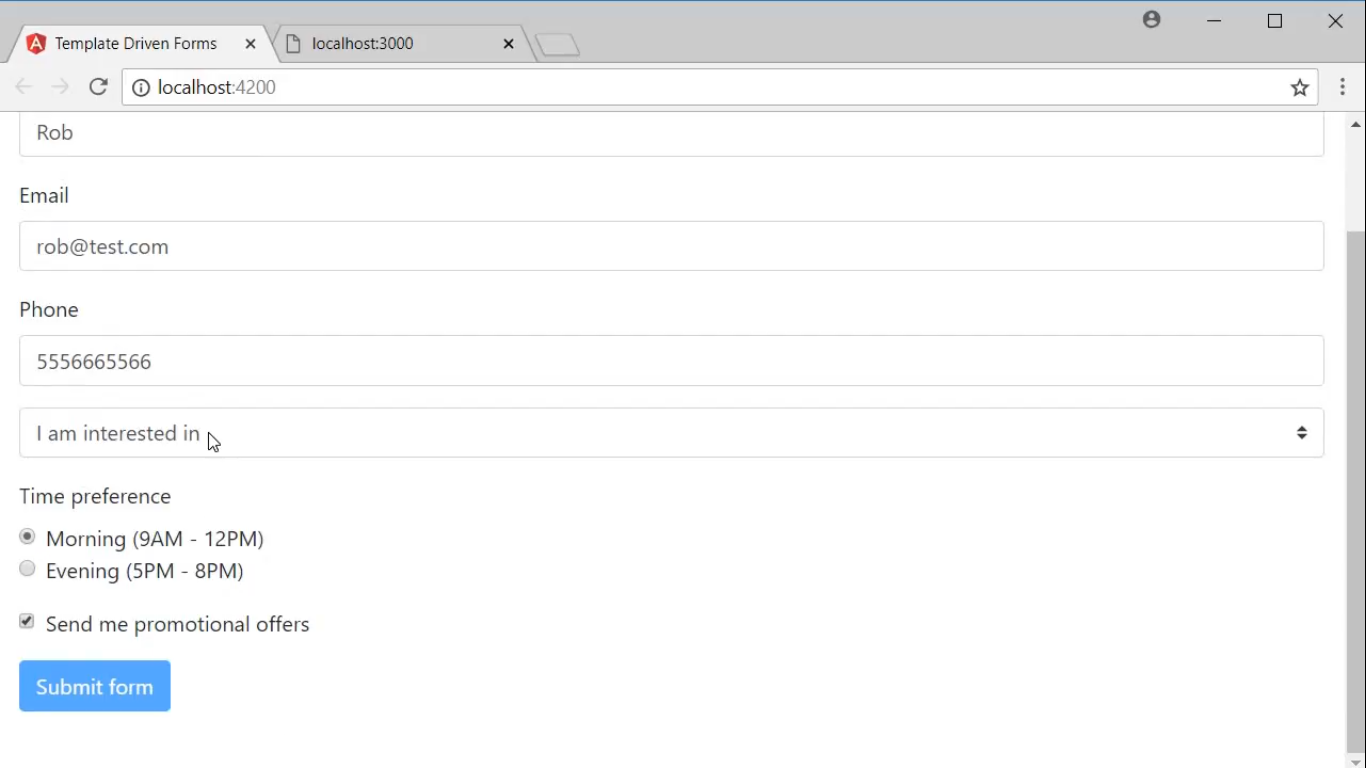 Template Driven Forms
localhost:3000
localhost:4200
Rob
Email
rob@test.com
Phone
5556665566
I am interested in
Time preference
Morning (9AM - 12PM)
Evening (5PM - 8PM)
Send me promotional offers
Submit form